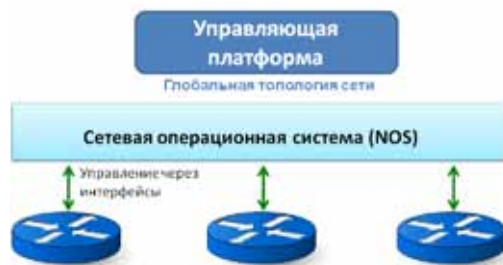 Управляющая
платформа
Глобальная топология сети
Сетевая операционная система (NOS)
Управление через
интерфейсы